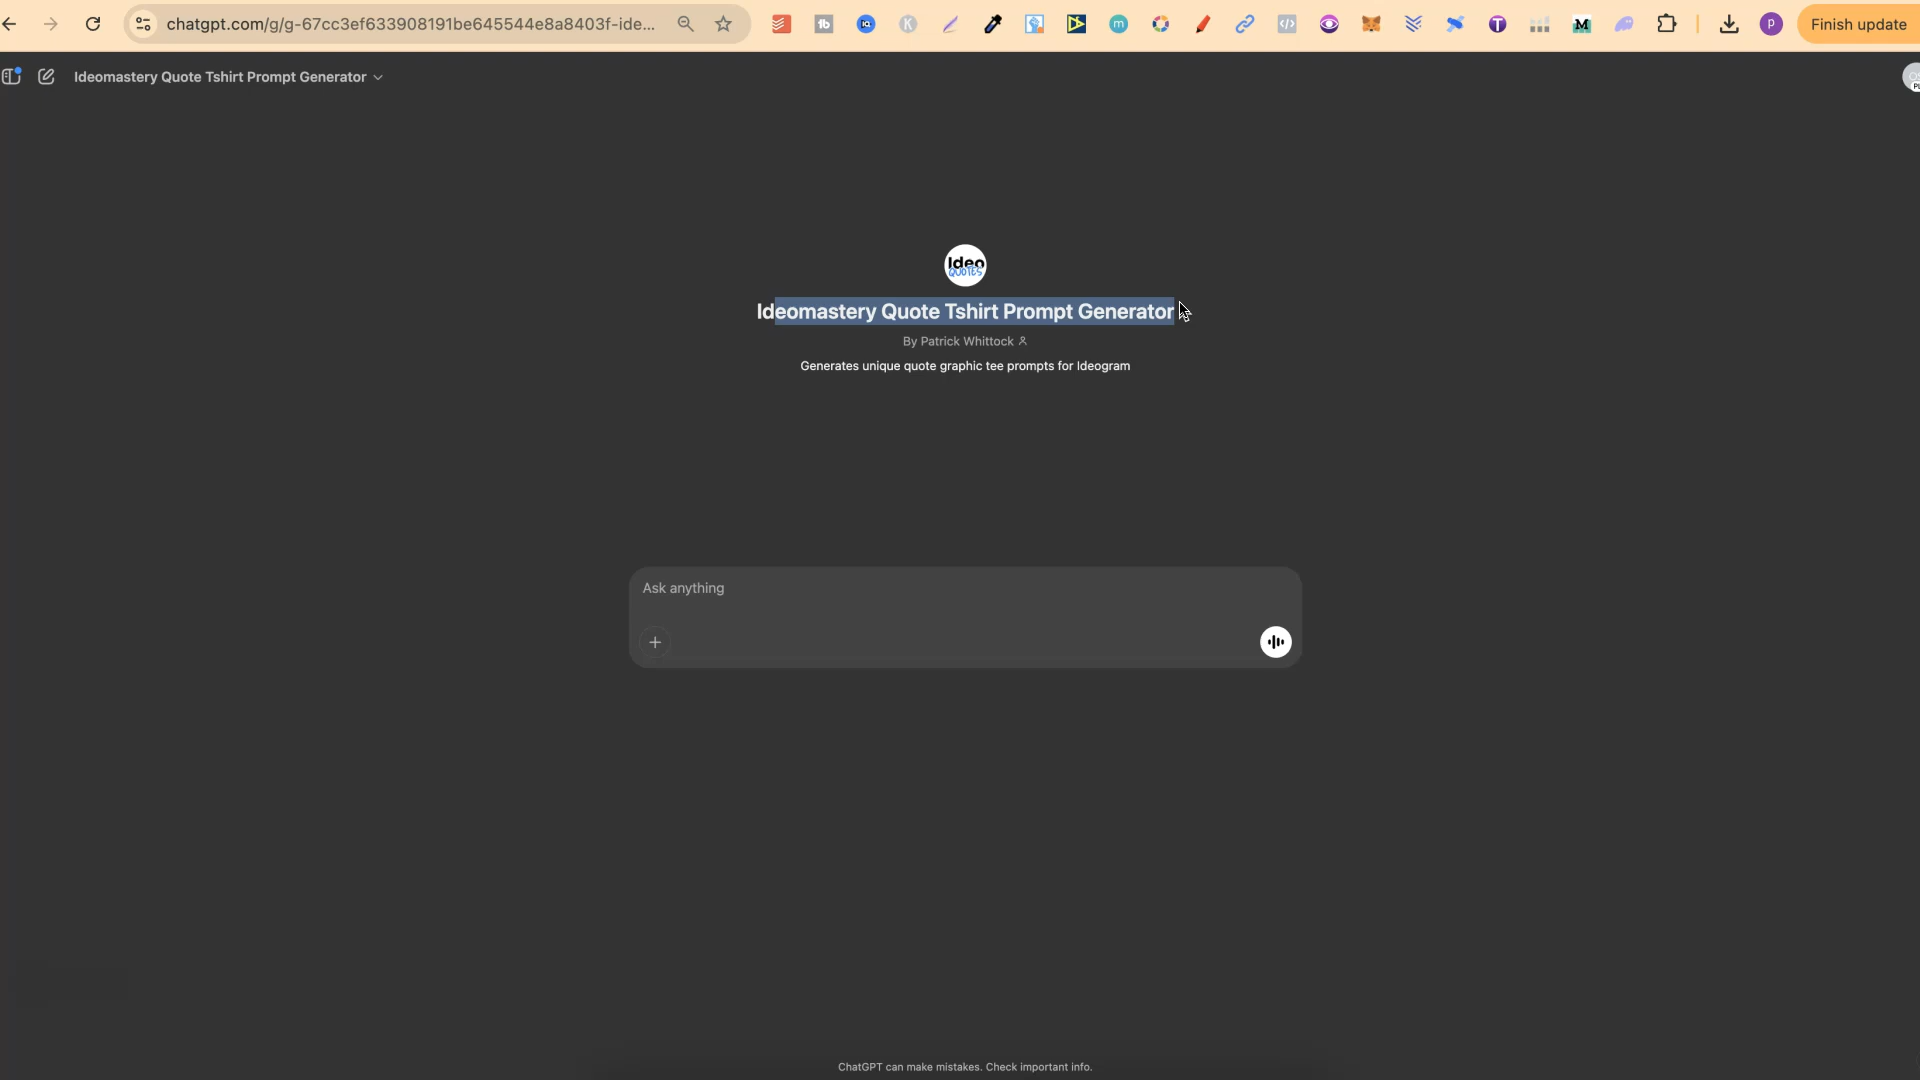 chatgpt.com/g/g-67cc3ef633908191be645544e8a8403f-ide...
Finish update
Ideomastery Quote Tshirt Prompt Generator
Ideo
QUOTES
Ideomastery Quote Tshirt Prompt Generator
By Patrick Whittock
Generates unique quote graphic tee prompts for Ideogram
Ask anything
ChatGPT can make mistakes. Check important info.